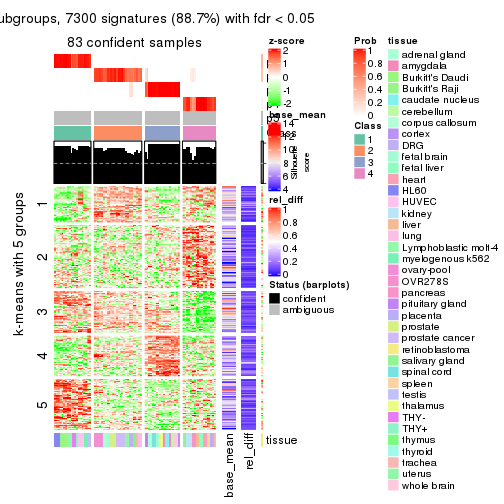 ubgroups, 7300 signatures (88.7%) with fdr < 0.05
83 confident samples
k-means with 5 groups
1
2
3
4
5
base_mean
rel_diff
tissue
Silhouette
score
z-score
2
1
0
-1
-2
base_mean
14
12
10
8
6
4
rel_diff
1
0.8
0.6
0.4
0.2
0
Status (barplots)
confident
ambiguous
Prob
1
0.8
0.6
0.4
0.2
0
Class
1
2
3
4
tissue
adrenal gland
amygdala
Burkitt's Daudi
Burkitt's Raji
caudate nucleus
cerebellum
corpus callosum
cortex
DRG
fetal brain
fetal liver
heart
HL60
HUVEC
kidney
liver
lung
Lymphoblastic molt-4
myelogenous k562
ovary-pool
OVR278S
pancreas
pituitary gland
placenta
prostate
prostate cancer
retinoblastoma
salivary gland
spinal cord
spleen
testis
thalamus
THY-
THY+
thymus
thyroid
trachea
uterus
whole brain